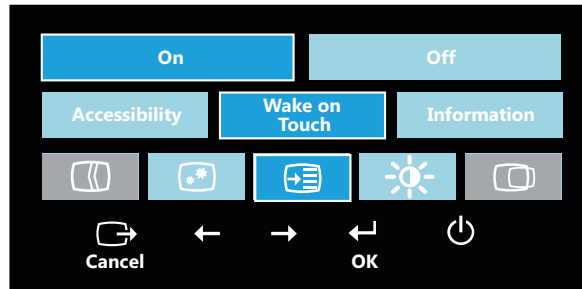 On
Off
Accessibility
Wake on
Touch
Information
Cancel
OK